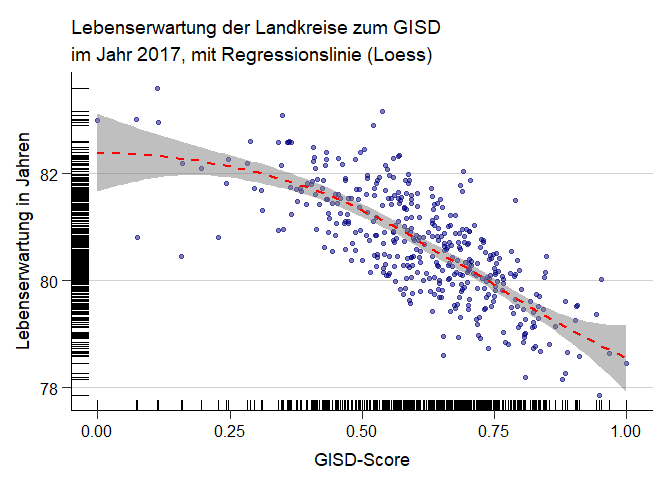 Lebenserwartung der Landkreise zum GISD
im Jahr 2017, mit Regressionslinie (Loess)
Lebenserwartung in Jahren
82
80
78
0.00 0.25 0.50 0.75 1.00
GISD-Score